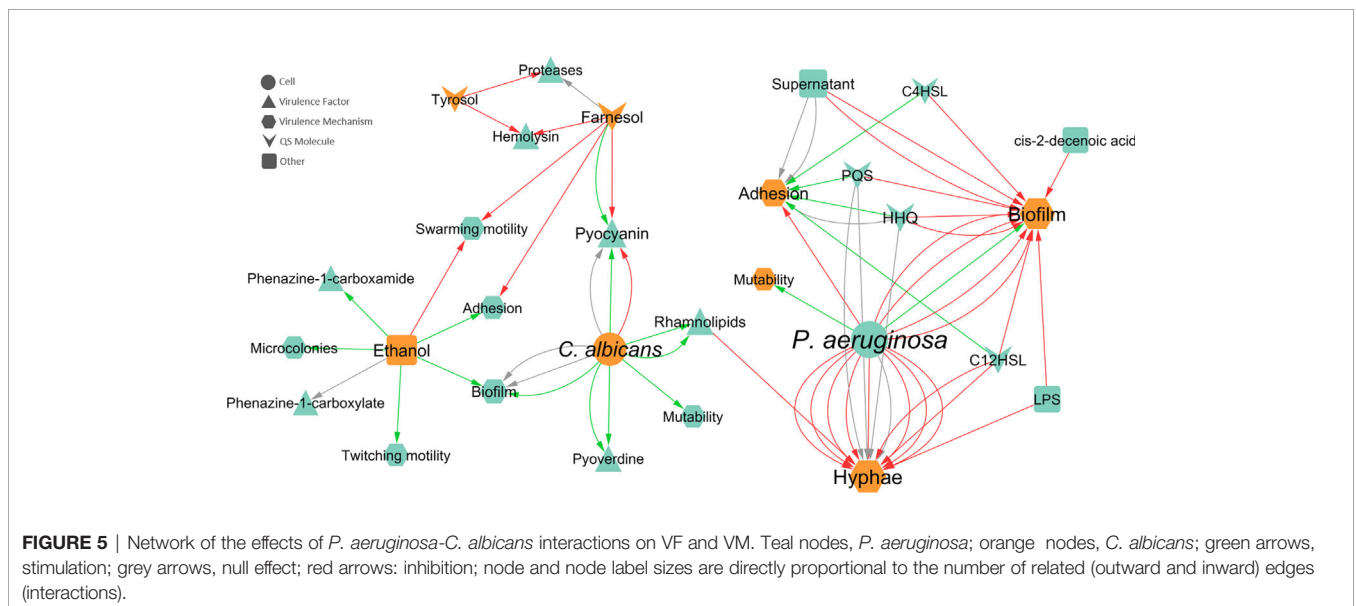 Cell
Virulence Factor
Virulence Mechanism
QS Molecule
Other
Proteases
Tyrosol
Farnesol
Hemolysin
Swarming motility
Pyocyanin
Phenazine-1-carboxamide
Adhesion
Rhamnolipids
Microcolonies
Ethanol
C. albicans
Biofilm
Phenazine-1-carboxylate
Mutability
Twitching motility
Pyoverdine
Supernatant
C4HSL
cis-2-decenoic acid
PQS
Adhesion
HHQ
Biofilm
Mutability
P. aeruginosa
C12HSL
LPS
Hyphae
FIGURE 5 | Network of the effects of P. aeruginosa-C. albicans interactions on VF and VM. Teal nodes, P. aeruginosa; orange nodes, C. albicans; green arrows,
stimulation; grey arrows, null effect; red arrows: inhibition; node and node label sizes are directly proportional to the number of related (outward and inward) edges
(interactions).